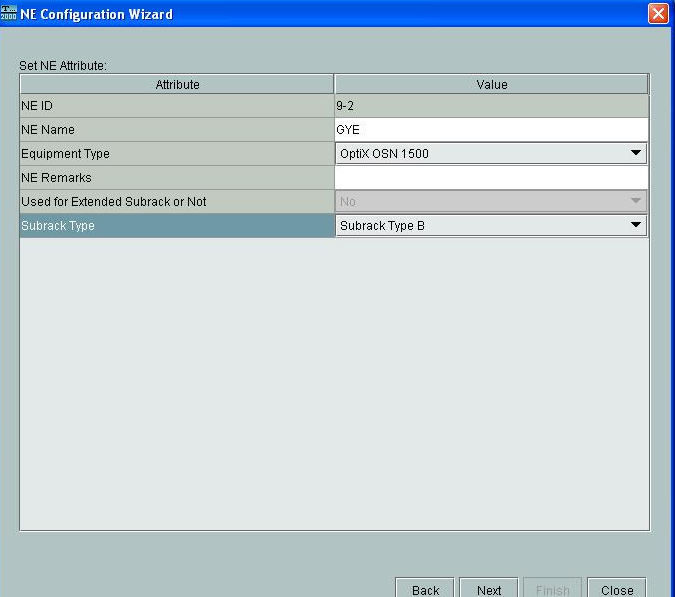 NE Configuration Wizard
Set NE Attribute:
Attribute Value
NE ID 9-2
NE Name GYE
Equipment Type OptiX OSN 1500
NE Remarks
Used for Extended Subrack or Not No
Subrack Type Subrack Type B
Back Next Finish Close